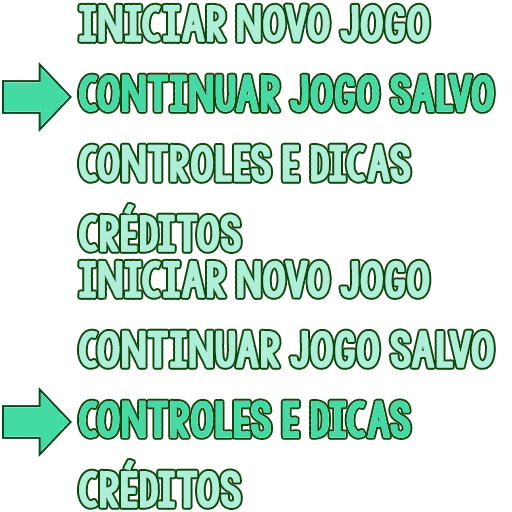 INICIAR NOVO JOGO
CONTINUAR JOGO SALVO
CONTROLES E DICAS
CRÉDITOS
INICIAR NOVO JOGO
CONTINUAR JOGO SALVO
CONTROLES E DICAS
CRÉDITOS